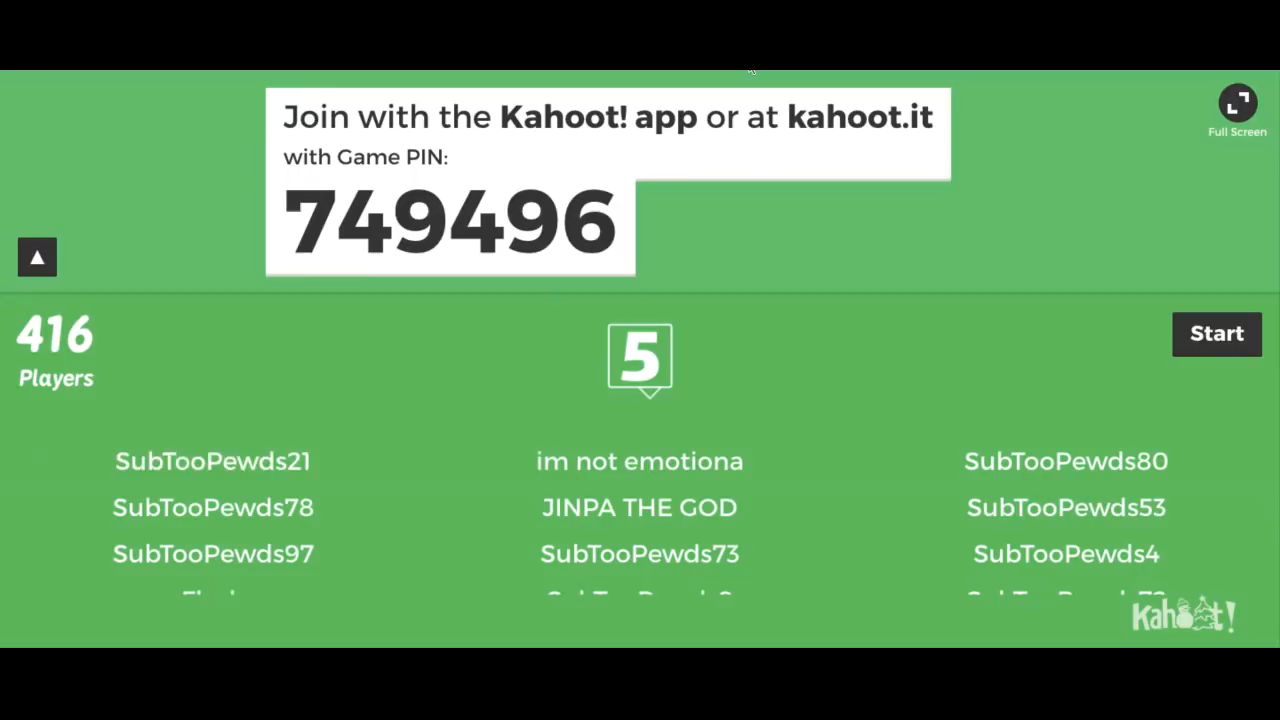 Join with the Kahoot! app or at kahoot.it
with Game PIN:
749496
Full Screen
416
Players
5
Start
SubTooPewds21
im not emotiona
SubTooPewds80
SubTooPewds78
JINPA THE GOD
SubTooPewds53
SubTooPewds97
SubTooPewds73
SubTooPewds4
Kahoot!